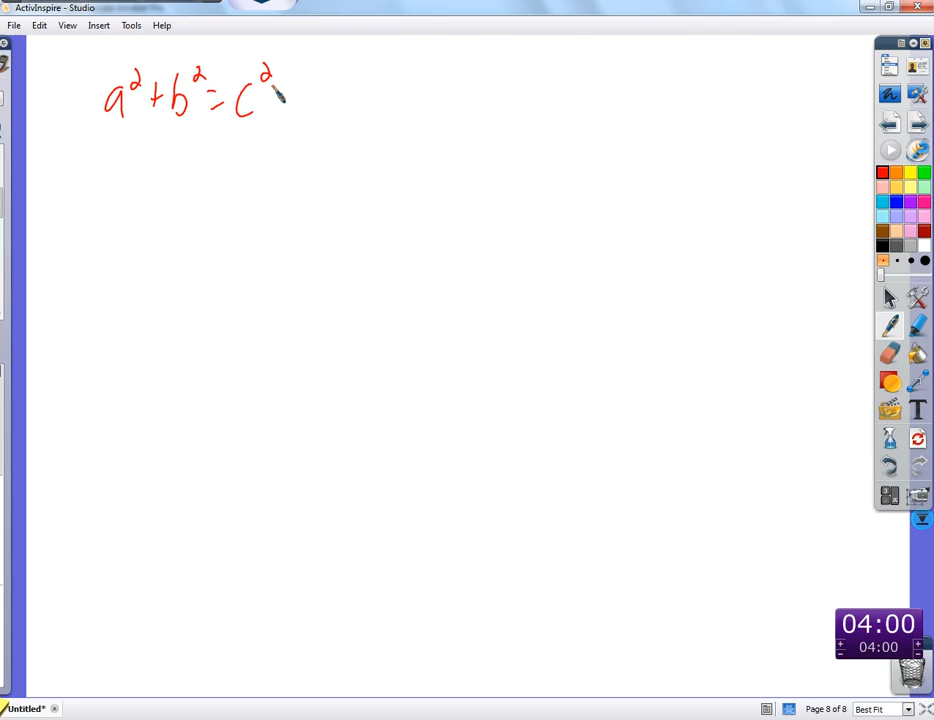 ActivInspire - Studio
File Edit View Insert Tools Help
a² + b² = c²
T
04:00
04:00
Untitled* Page 8 of 8 Best Fit